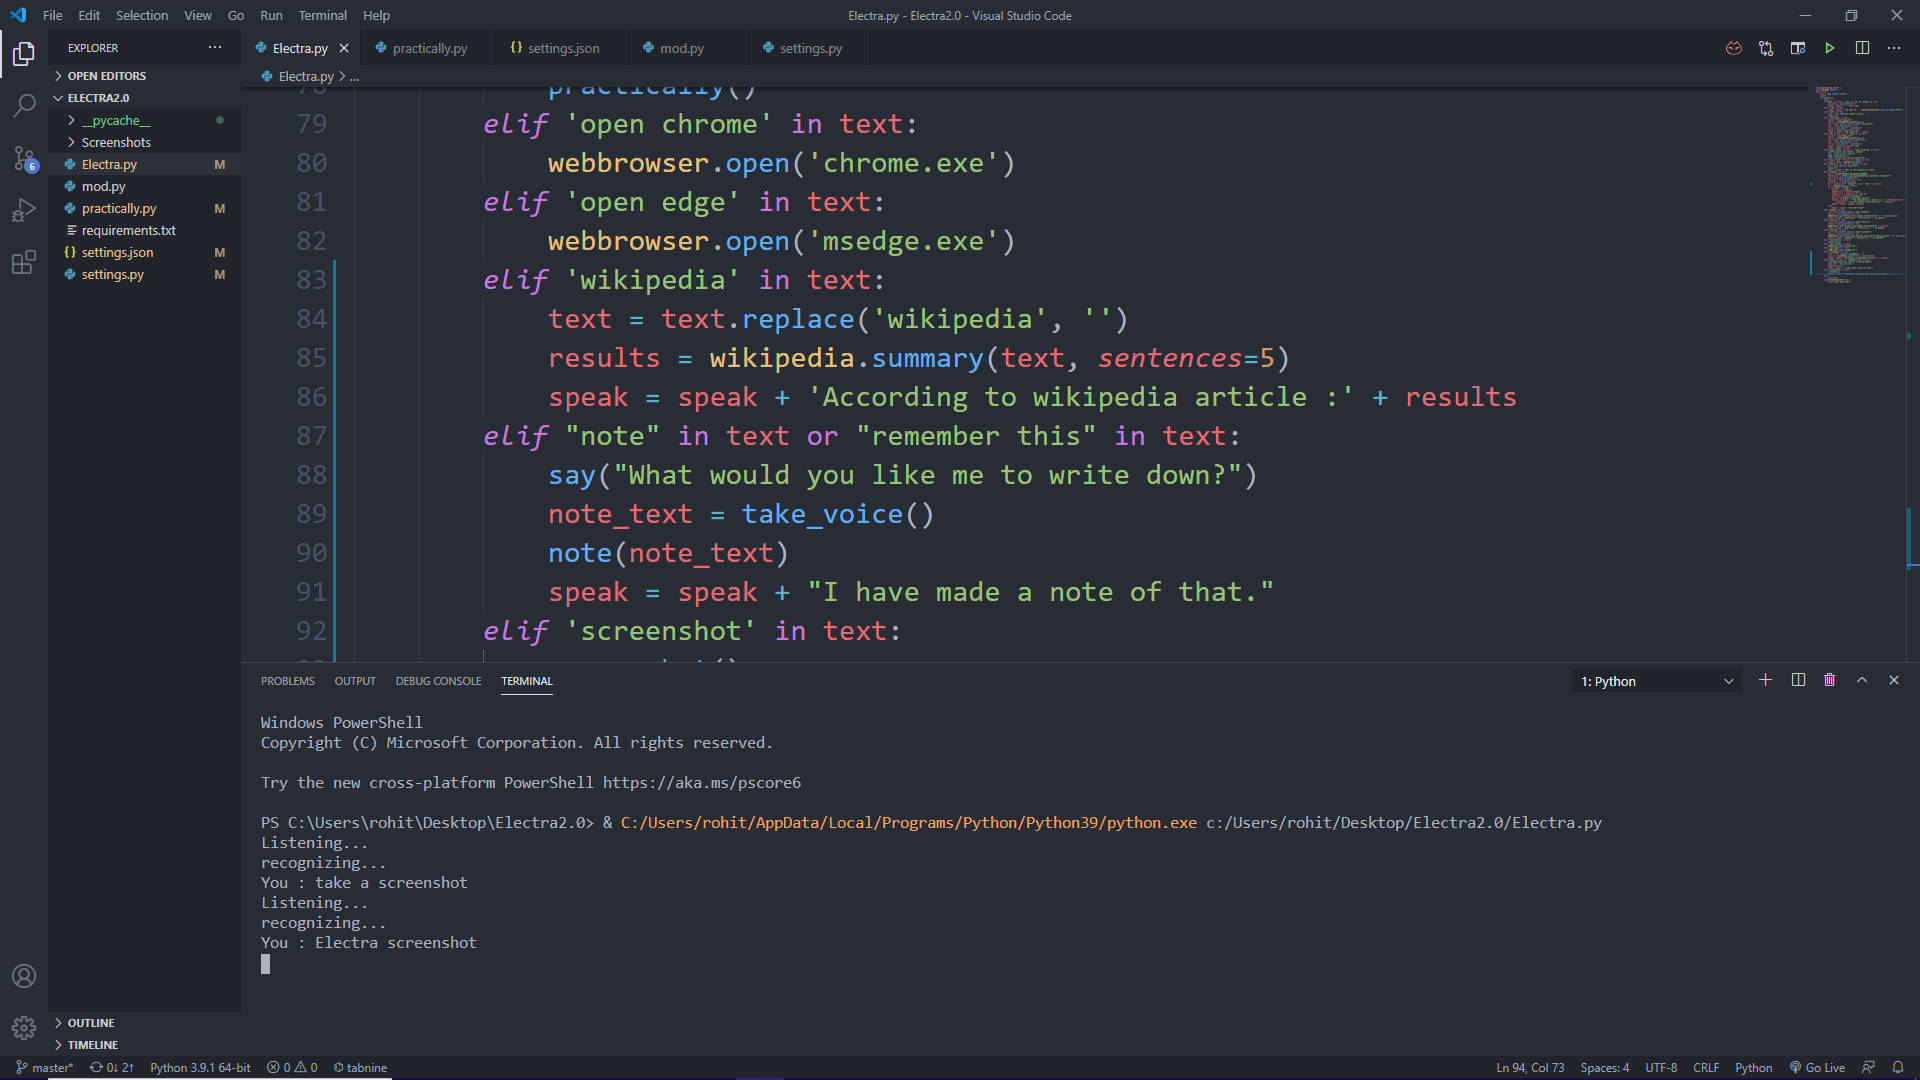 File Edit Selection View Go Run Terminal Help
Electra.py - Electra2.0 - Visual Studio Code
EXPLORER
OPEN EDITORS
ELECTRA2.0
__pycache__
Screenshots
Electra.py M
mod.py
practically.py M
requirements.txt
settings.json M
settings.py M
6
OUTLINE
TIMELINE
Electra.py practically.py settings.json mod.py settings.py
Electra.py > ...
78 practically()
79 elif 'open chrome' in text:
80 webbrowser.open('chrome.exe')
81 elif 'open edge' in text:
82 webbrowser.open('msedge.exe')
83 elif 'wikipedia' in text:
84 text = text.replace('wikipedia', '')
85 results = wikipedia.summary(text, sentences=5)
86 speak = speak + 'According to wikipedia article :' + results
87 elif "note" in text or "remember this" in text:
88 say("What would you like me to write down?")
89 note_text = take_voice()
90 note(note_text)
91 speak = speak + "I have made a note of that."
92 elif 'screenshot' in text:
PROBLEMS OUTPUT DEBUG CONSOLE TERMINAL
1: Python
Windows PowerShell
Copyright (C) Microsoft Corporation. All rights reserved.
Try the new cross-platform PowerShell https://aka.ms/pscore6
PS C:\Users\rohit\Desktop\Electra2.0> & C:/Users/rohit/AppData/Local/Programs/Python/Python39/python.exe c:/Users/rohit/Desktop/Electra2.0/Electra.py
Listening...
recognizing...
You : take a screenshot
Listening...
recognizing...
You : Electra screenshot
master* 0↓ 2↑ Python 3.9.1 64-bit 0 0 tabnine
Ln 94, Col 73 Spaces: 4 UTF-8 CRLF Python Go Live